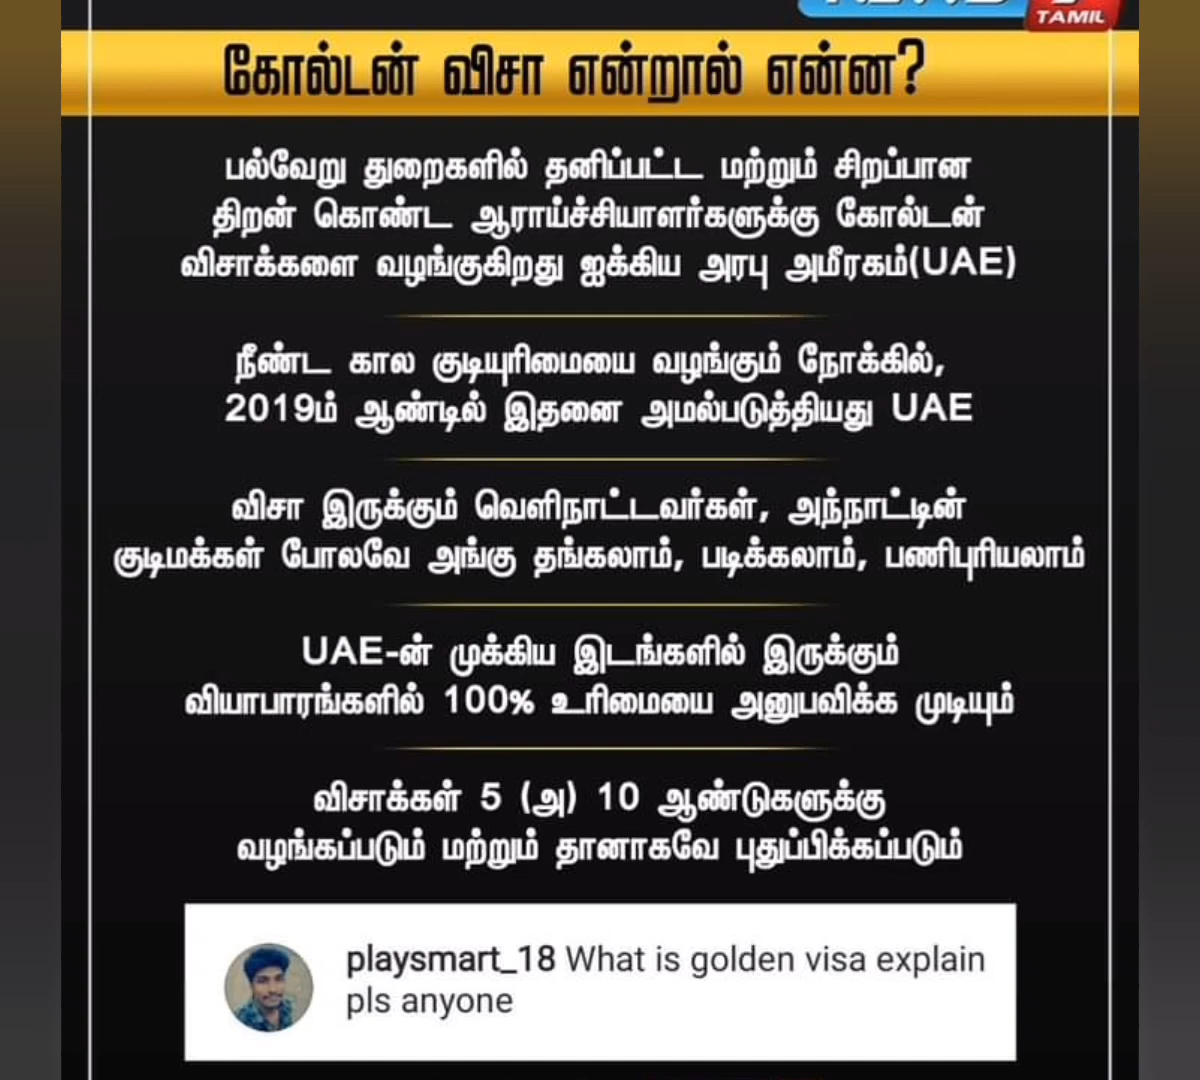 TAMIL
கோல்டன் விசா என்றால் என்ன?
பல்வேறு துறைகளில் தனிப்பட்ட மற்றும் சிறப்பான
திறன் கொண்ட ஆராய்ச்சியாளர்களுக்கு கோல்டன்
விசாக்களை வழங்குகிறது ஐக்கிய அரபு அமீரகம்(UAE)
நீண்ட கால குடியுரிமையை வழங்கும் நோக்கில்,
2019ம் ஆண்டில் இதனை அமல்படுத்தியது UAE
விசா இருக்கும் வெளிநாட்டவர்கள், அந்நாட்டின்
குடிமக்கள் போலவே அங்கு தங்கலாம், படிக்கலாம், பணிபுரியலாம்
UAE-ன் முக்கிய இடங்களில் இருக்கும்
வியாபாரங்களில் 100% உரிமையை அனுபவிக்க முடியும்
விசாக்கள் 5 (அ) 10 ஆண்டுகளுக்கு
வழங்கப்படும் மற்றும் தானாகவே புதுப்பிக்கப்படும்
playsmart_18 What is golden visa explain
pls anyone